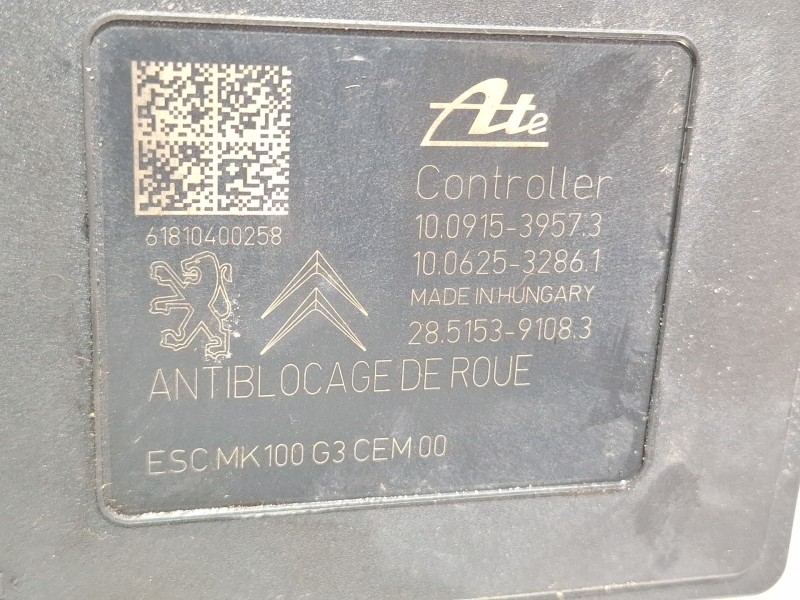 Ate
Controller
61810400258
10.0915-3957.3
10.0625-3286.1
MADE IN HUNGARY
28.5153-9108.3
ANTIBLOCAGE DE ROUE
ESC MK100 G3 CEM 00